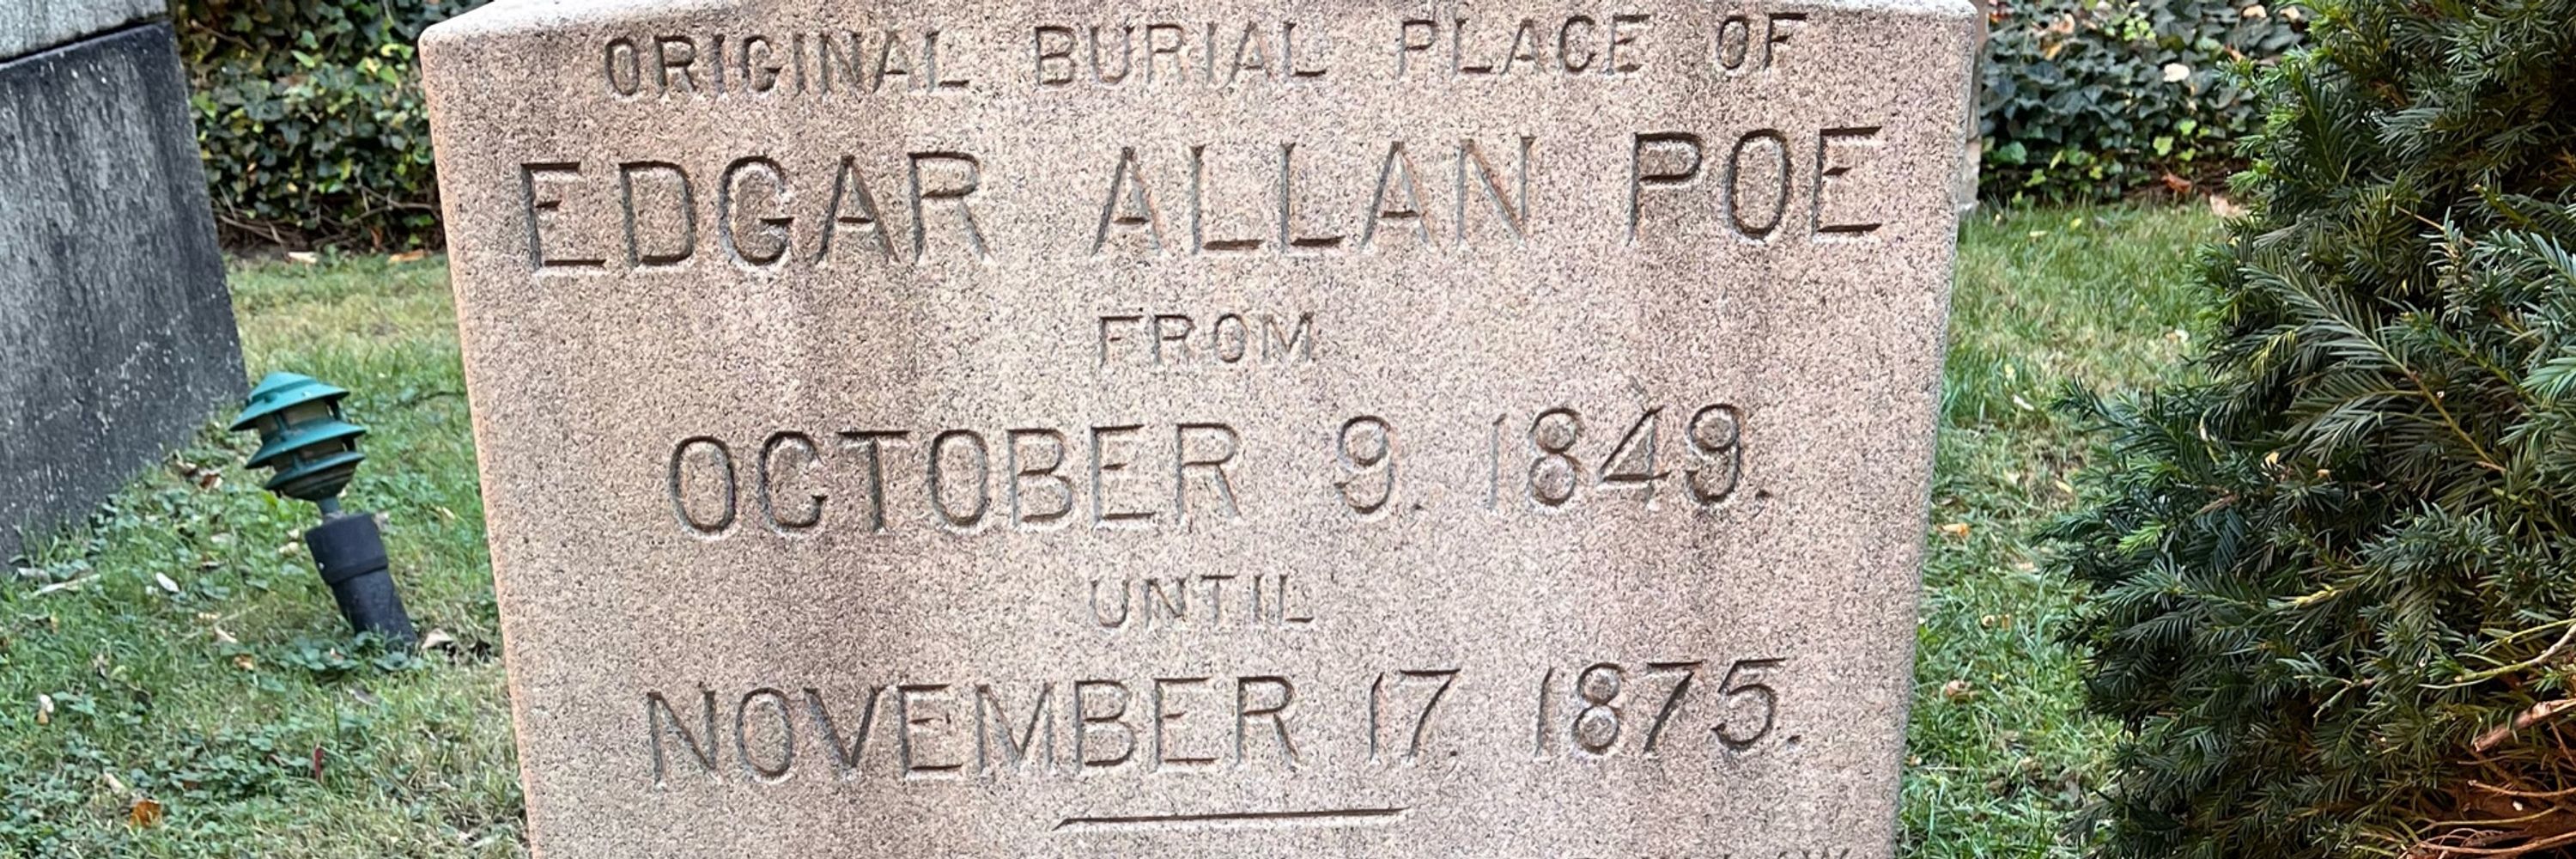 ORIGINAL BURIAL PLACE OF
EDGAR ALLAN POE
FROM
OCTOBER 9. 1849.
UNTIL
NOVEMBER 17. 1875.